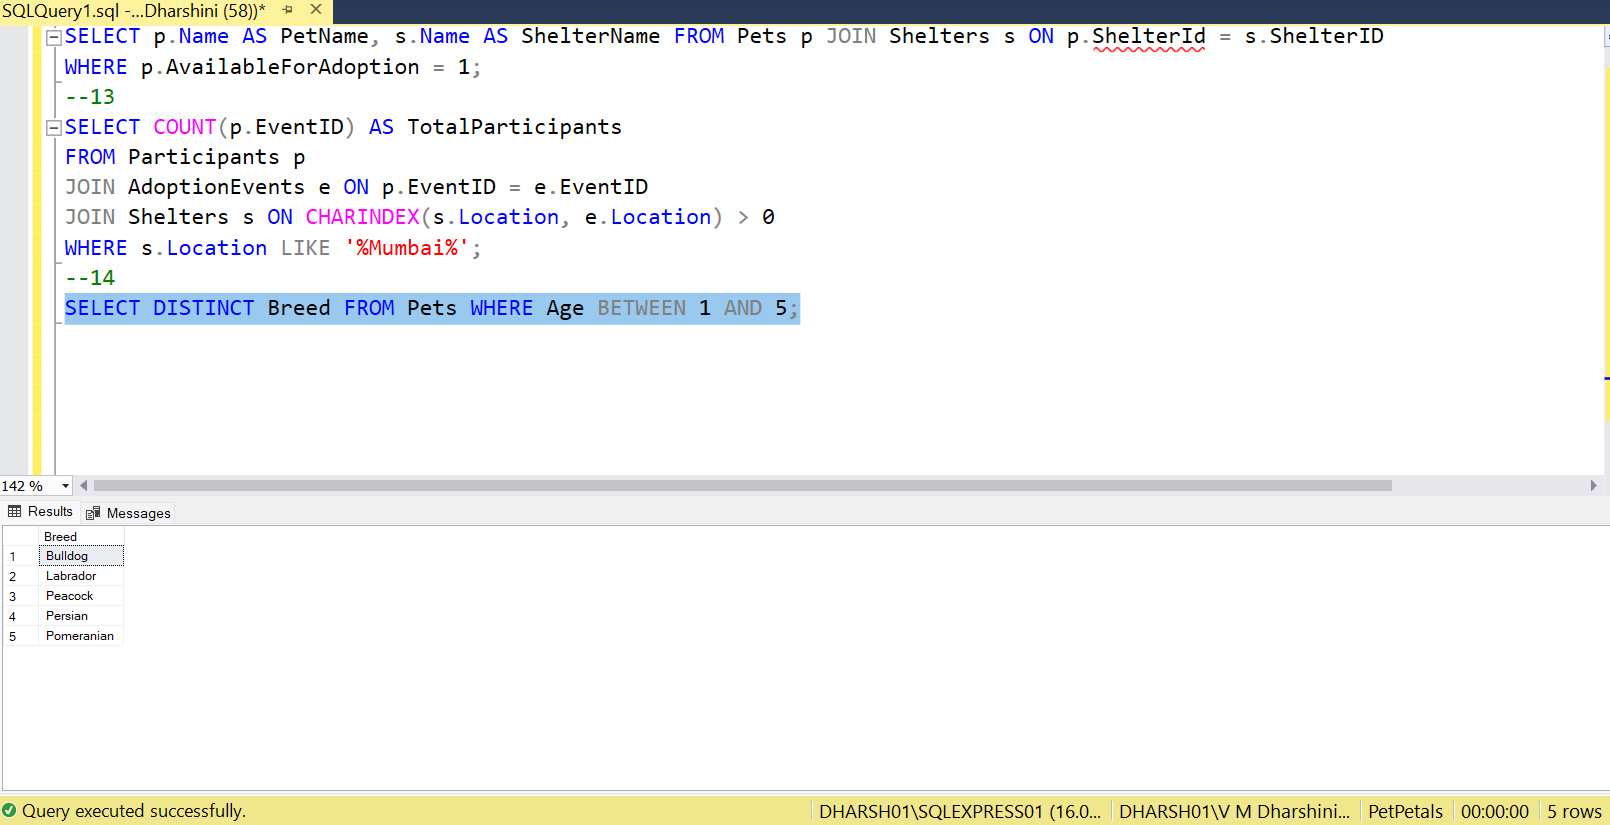 SQLQuery1.sql -...Dharshini (58))*
SELECT p.Name AS PetName, s.Name AS ShelterName FROM Pets p JOIN Shelters s ON p.ShelterId = s.ShelterID
WHERE p.AvailableForAdoption = 1;
--13
SELECT COUNT(p.EventID) AS TotalParticipants
FROM Participants p
JOIN AdoptionEvents e ON p.EventID = e.EventID
JOIN Shelters s ON CHARINDEX(s.Location, e.Location) > 0
WHERE s.Location LIKE '%Mumbai%';
--14
SELECT DISTINCT Breed FROM Pets WHERE Age BETWEEN 1 AND 5;
142 %
Results Messages
Breed
1 Bulldog
2 Labrador
3 Peacock
4 Persian
5 Pomeranian
Query executed successfully. DHARSH01\SQLEXPRESS01 (16.0... DHARSH01\V M Dharshini... PetPetals 00:00:00 5 rows